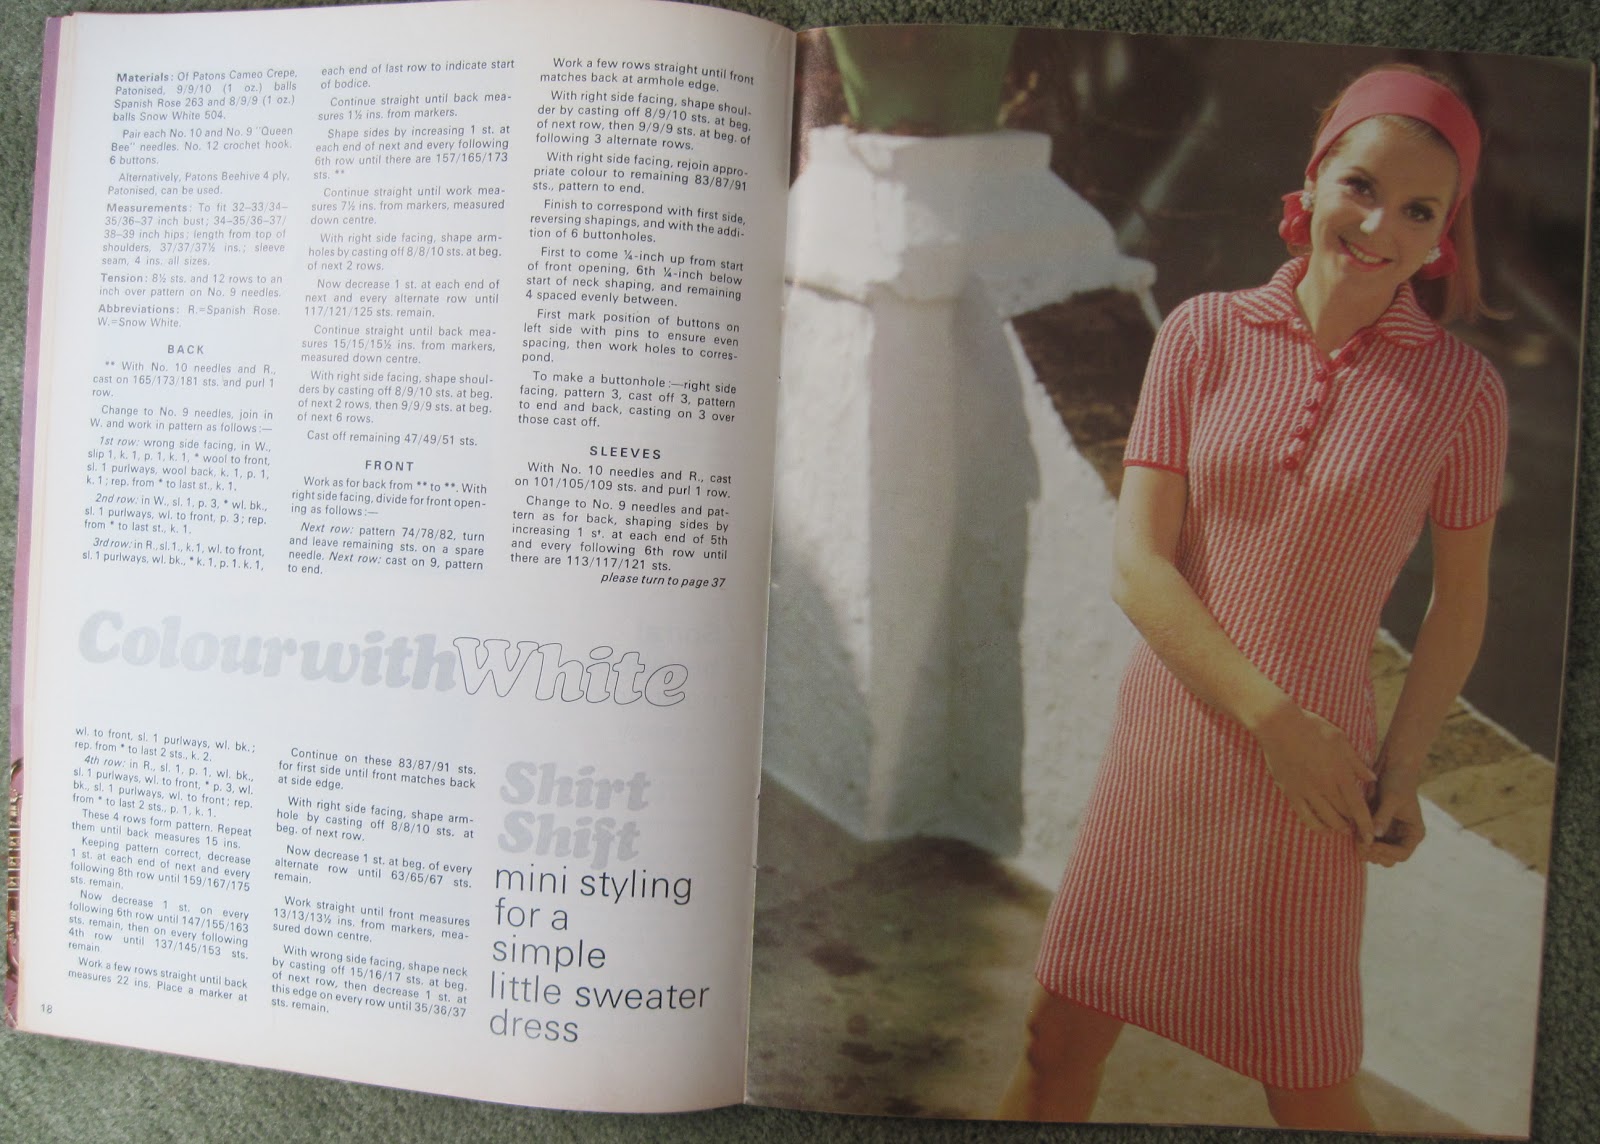 Materials: Of Patons Cameo Crepe,
Patonised, 9/9/10 (1 oz.) balls
Spanish Rose 263 and 8/9/9 (1 oz.)
balls Snow White 504.
Pair each No. 10 and No. 9 "Queen
Bee" needles. No. 12 crochet hook.
6 buttons.
Alternatively, Patons Beehive 4 ply,
Patonised, can be used.
Measurements: To fit 32–33/34–
35/36–37 inch bust; 34–35/36–37/
38–39 inch hips; length from top of
shoulders, 37/37/37½ ins.; sleeve
seam, 4 ins. all sizes.
Tension: 8½ sts. and 12 rows to an
inch over pattern on No. 9 needles.
Abbreviations: R.=Spanish Rose.
W.=Snow White.
BACK
** With No. 10 needles and R.,
cast on 165/173/181 sts. and purl 1
row.
Change to No. 9 needles, join in
W. and work in pattern as follows:—
1st row: wrong side facing, in W.,
slip 1, k. 1, p. 1, k. 1, * wool to front,
sl. 1 purlways, wool back, k. 1, p. 1,
k. 1; rep. from * to last st., k. 1.
2nd row: in W., sl. 1, p. 3, * wl. bk.,
sl. 1 purlways, wl. to front, p. 3; rep.
from * to last st., k. 1.
3rd row: in R., sl. 1., k. 1, wl. to front,
sl. 1 purlways, wl. bk., * k. 1, p. 1, k. 1,
wl. to front, sl. 1 purlways, wl. bk.;
rep. from * to last 2 sts., k. 2.
4th row: in R., sl. 1, p. 1, wl. bk.,
sl. 1 purlways, wl. to front, * p. 3, wl.
bk., sl. 1 purlways, wl. to front; rep.
from * to last 2 sts., p. 1, k. 1.
These 4 rows form pattern. Repeat
them until back measures 15 ins.
Keeping pattern correct, decrease
1 st. at each end of next and every
following 8th row until 159/167/175
sts. remain.
Now decrease 1 st. on every
following 6th row until 147/155/163
sts. remain, then on every following
4th row until 137/145/153 sts.
remain.
Work a few rows straight until back
measures 22 ins. Place a marker at
18
each end of last row to indicate start
of bodice.
Continue straight until back mea-
sures 1½ ins. from markers.
Shape sides by increasing 1 st. at
each end of next and every following
6th row until there are 157/165/173
sts. **
Continue straight until work mea-
sures 7½ ins. from markers, measured
down centre.
With right side facing, shape arm-
holes by casting off 8/8/10 sts. at beg.
of next 2 rows.
Now decrease 1 st. at each end of
next and every alternate row until
117/121/125 sts. remain.
Continue straight until back mea-
sures 15/15/15½ ins. from markers,
measured down centre.
With right side facing, shape shoul-
ders by casting off 8/9/10 sts. at beg.
of next 2 rows, then 9/9/9 sts. at beg.
of next 6 rows.
Cast off remaining 47/49/51 sts.
FRONT
Work as for back from ** to **. With
right side facing, divide for front open-
ing as follows:—
Next row: pattern 74/78/82, turn
and leave remaining sts. on a spare
needle. Next row: cast on 9, pattern
to end.
Continue on these 83/87/91 sts.
for first side until front matches back
at side edge.
With right side facing, shape arm-
hole by casting off 8/8/10 sts. at
beg. of next row.
Now decrease 1 st. at beg. of every
alternate row until 63/65/67 sts.
remain.
Work straight until front measures
13/13/13½ ins. from markers, mea-
sured down centre.
With wrong side facing, shape neck
by casting off 15/16/17 sts. at beg.
of next row, then decrease 1 st. at
this edge on every row until 35/36/37
sts. remain.
Work a few rows straight until front
matches back at armhole edge.
With right side facing, shape shoul-
der by casting off 8/9/10 sts. at beg.
of next row, then 9/9/9 sts. at beg. of
following 3 alternate rows.
With right side facing, rejoin appro-
priate colour to remaining 83/87/91
sts., pattern to end.
Finish to correspond with first side,
reversing shapings, and with the addi-
tion of 6 buttonholes.
First to come ¼-inch up from start
of front opening, 6th ¼-inch below
start of neck shaping, and remaining
4 spaced evenly between.
First mark position of buttons on
left side with pins to ensure even
spacing, then work holes to corres-
pond.
To make a buttonhole:—right side
facing, pattern 3, cast off 3, pattern
to end and back, casting on 3 over
those cast off.
SLEEVES
With No. 10 needles and R., cast
on 101/105/109 sts. and purl 1 row.
Change to No. 9 needles and pat-
tern as for back, shaping sides by
increasing 1 st. at each end of 5th
and every following 6th row until
there are 113/117/121 sts.
please turn to page 37
Colour with White
Shirt
Shift
mini styling
for a
simple
little sweater
dress